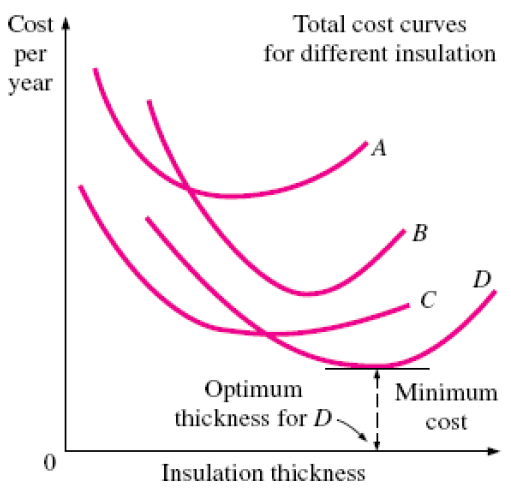 Cost
per
year
Total cost curves
for different insulation
A
B
C
D
Optimum
thickness for D
Minimum
cost
0
Insulation thickness